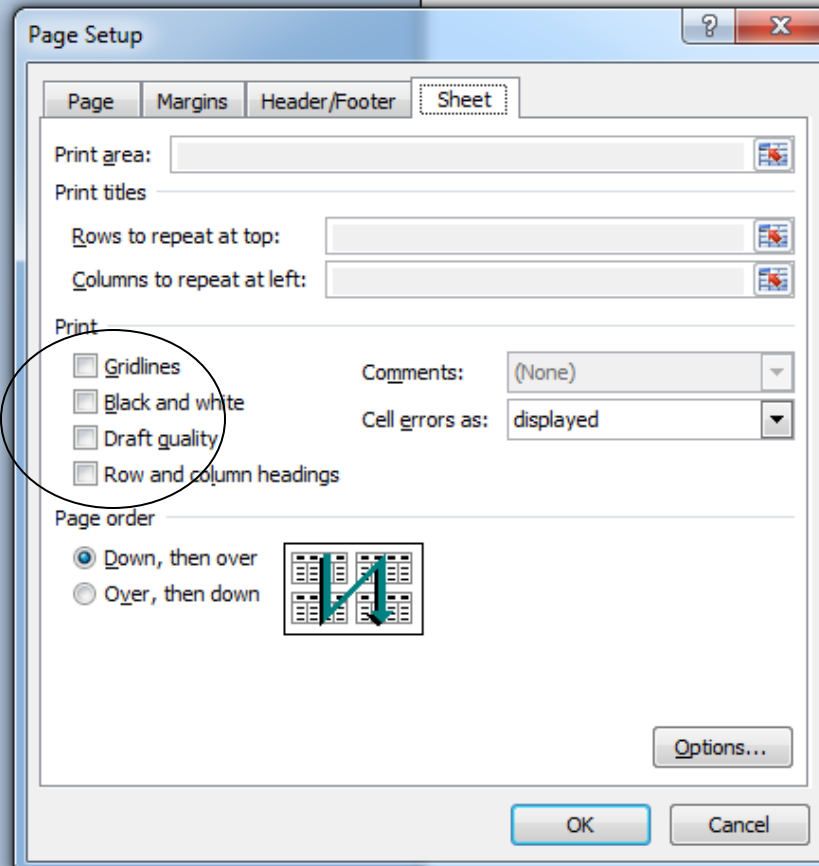 Page Setup
Page Margins Header/Footer Sheet
Print area:
Print titles
Rows to repeat at top:
Columns to repeat at left:
Print
Gridlines
Black and white
Draft quality
Row and column headings
Comments: (None)
Cell errors as: displayed
Page order
Down, then over
Over, then down
Options...
OK Cancel